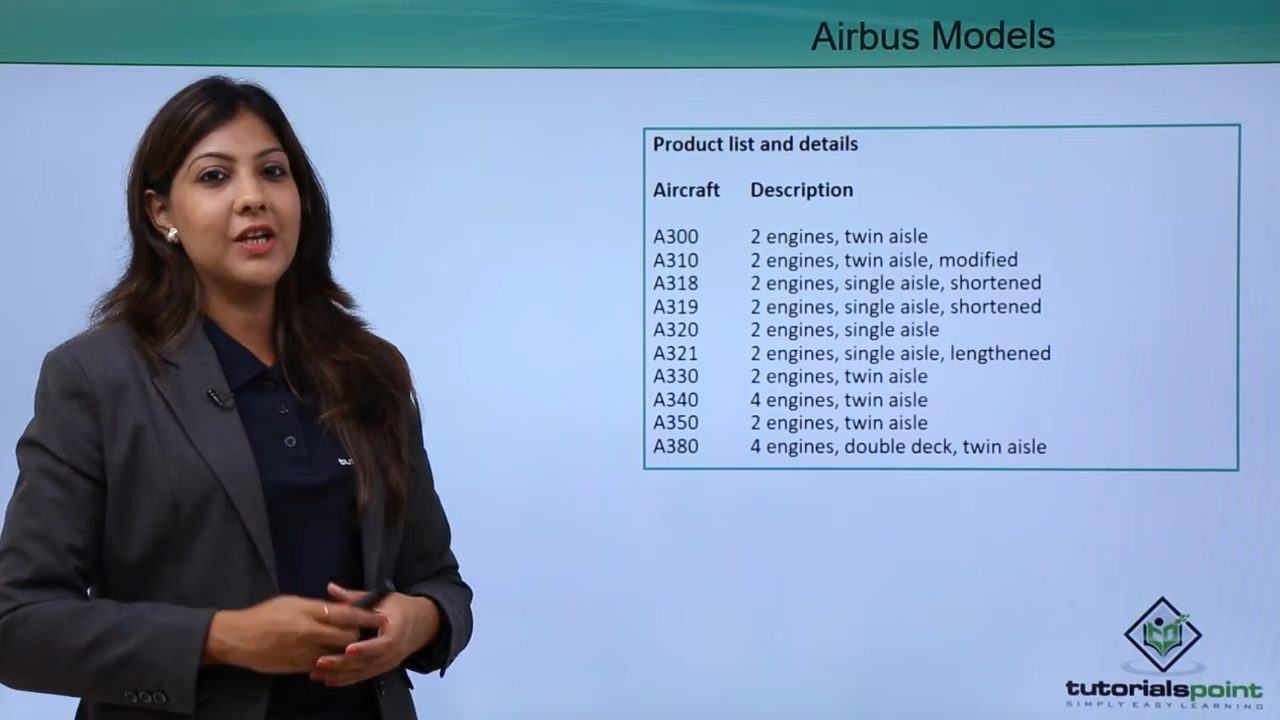 Airbus Models
Product list and details
Aircraft Description
A300 2 engines, twin aisle
A310 2 engines, twin aisle, modified
A318 2 engines, single aisle, shortened
A319 2 engines, single aisle, shortened
A320 2 engines, single aisle
A321 2 engines, single aisle, lengthened
A330 2 engines, twin aisle
A340 4 engines, twin aisle
A350 2 engines, twin aisle
A380 4 engines, double deck, twin aisle
tutorialspoint
SIMPLY EASY LEARNING